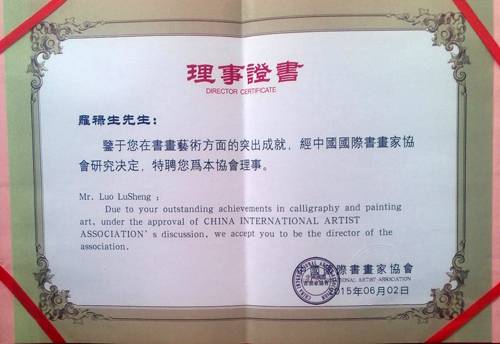 理事證書
DIRECTOR CERTIFICATE
羅祿生先生：
鑒于您在書畫藝術方面的突出成就，經中國國際書畫家協
會研究决定，特聘您爲本協會理事。
Mr. Luo LuSheng ：
Due to your outstanding achievements in calligraphy and painting
art, under the approval of CHINA INTERNATIONAL ARTIST
ASSOCIATION’s discussion, we accept you to be the director of the
association.
國際書畫家協會
ARTIST ASSOCIATION
2015年06月02日